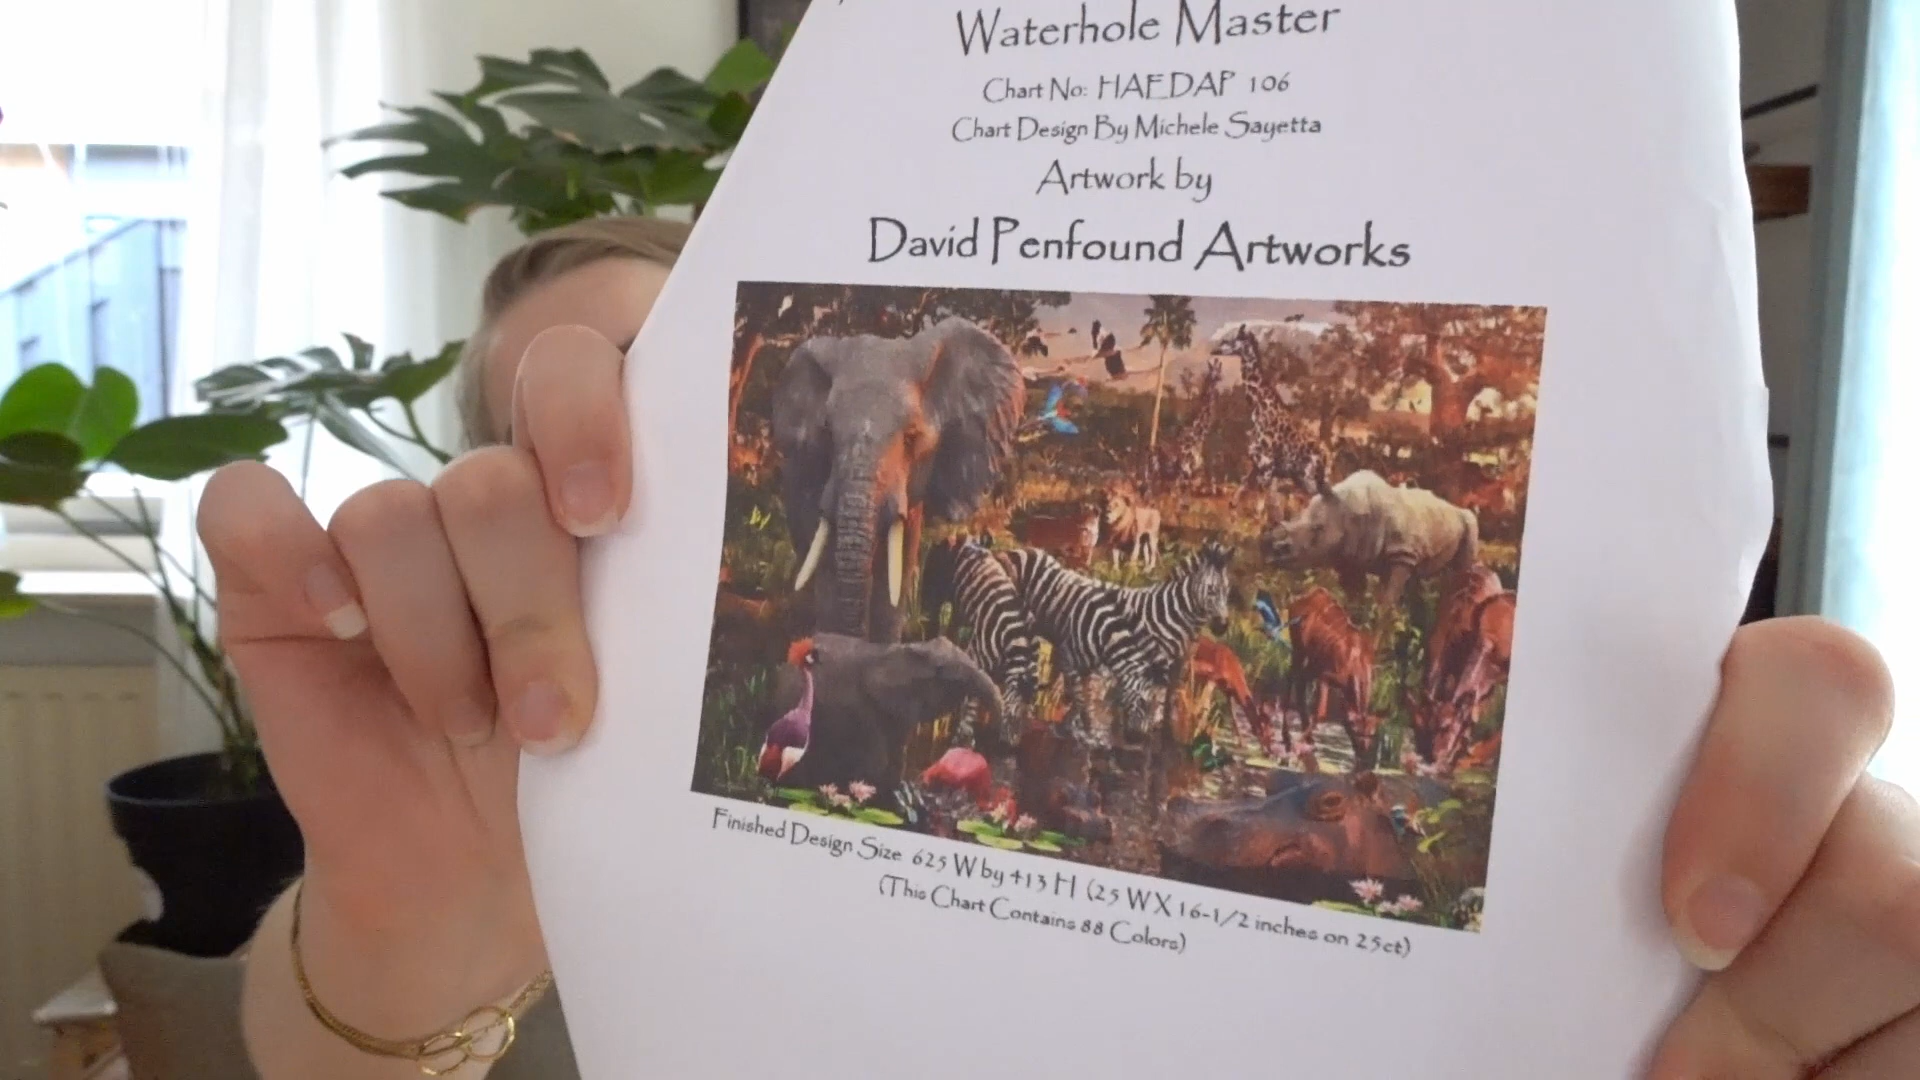 Waterhole Master
Chart No: HAEDAP 106
Chart Design By Michele Sayetta
Artwork by
David Penfound Artworks
Finished Design Size 625 W by 413 H (25 W X 16-1/2 inches on 25ct)
(This Chart Contains 88 Colors)